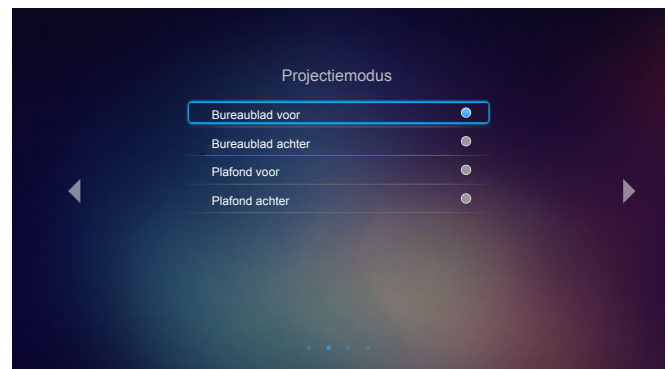 Projectiemodus
Bureaublad voor
Bureaublad achter
Plafond voor
Plafond achter